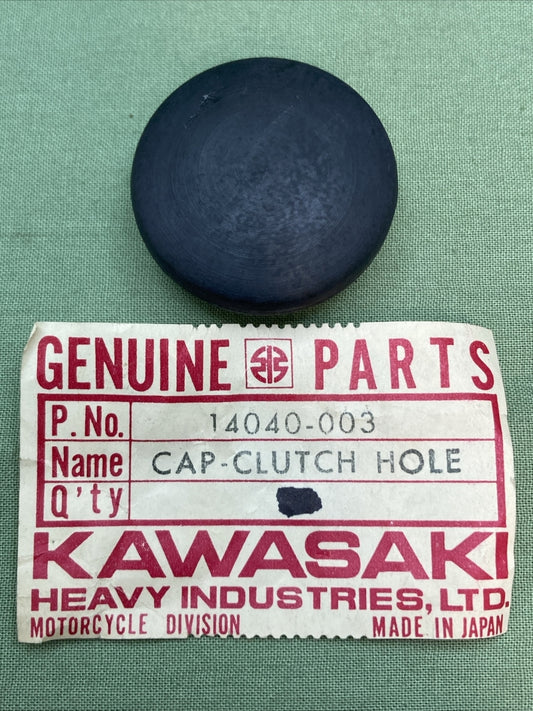 GENUINE PARTS
P. No. 14040-003
Name CAP-CLUTCH HOLE
Q'ty
KAWASAKI
HEAVY INDUSTRIES, LTD.
MOTORCYCLE DIVISION MADE IN JAPAN